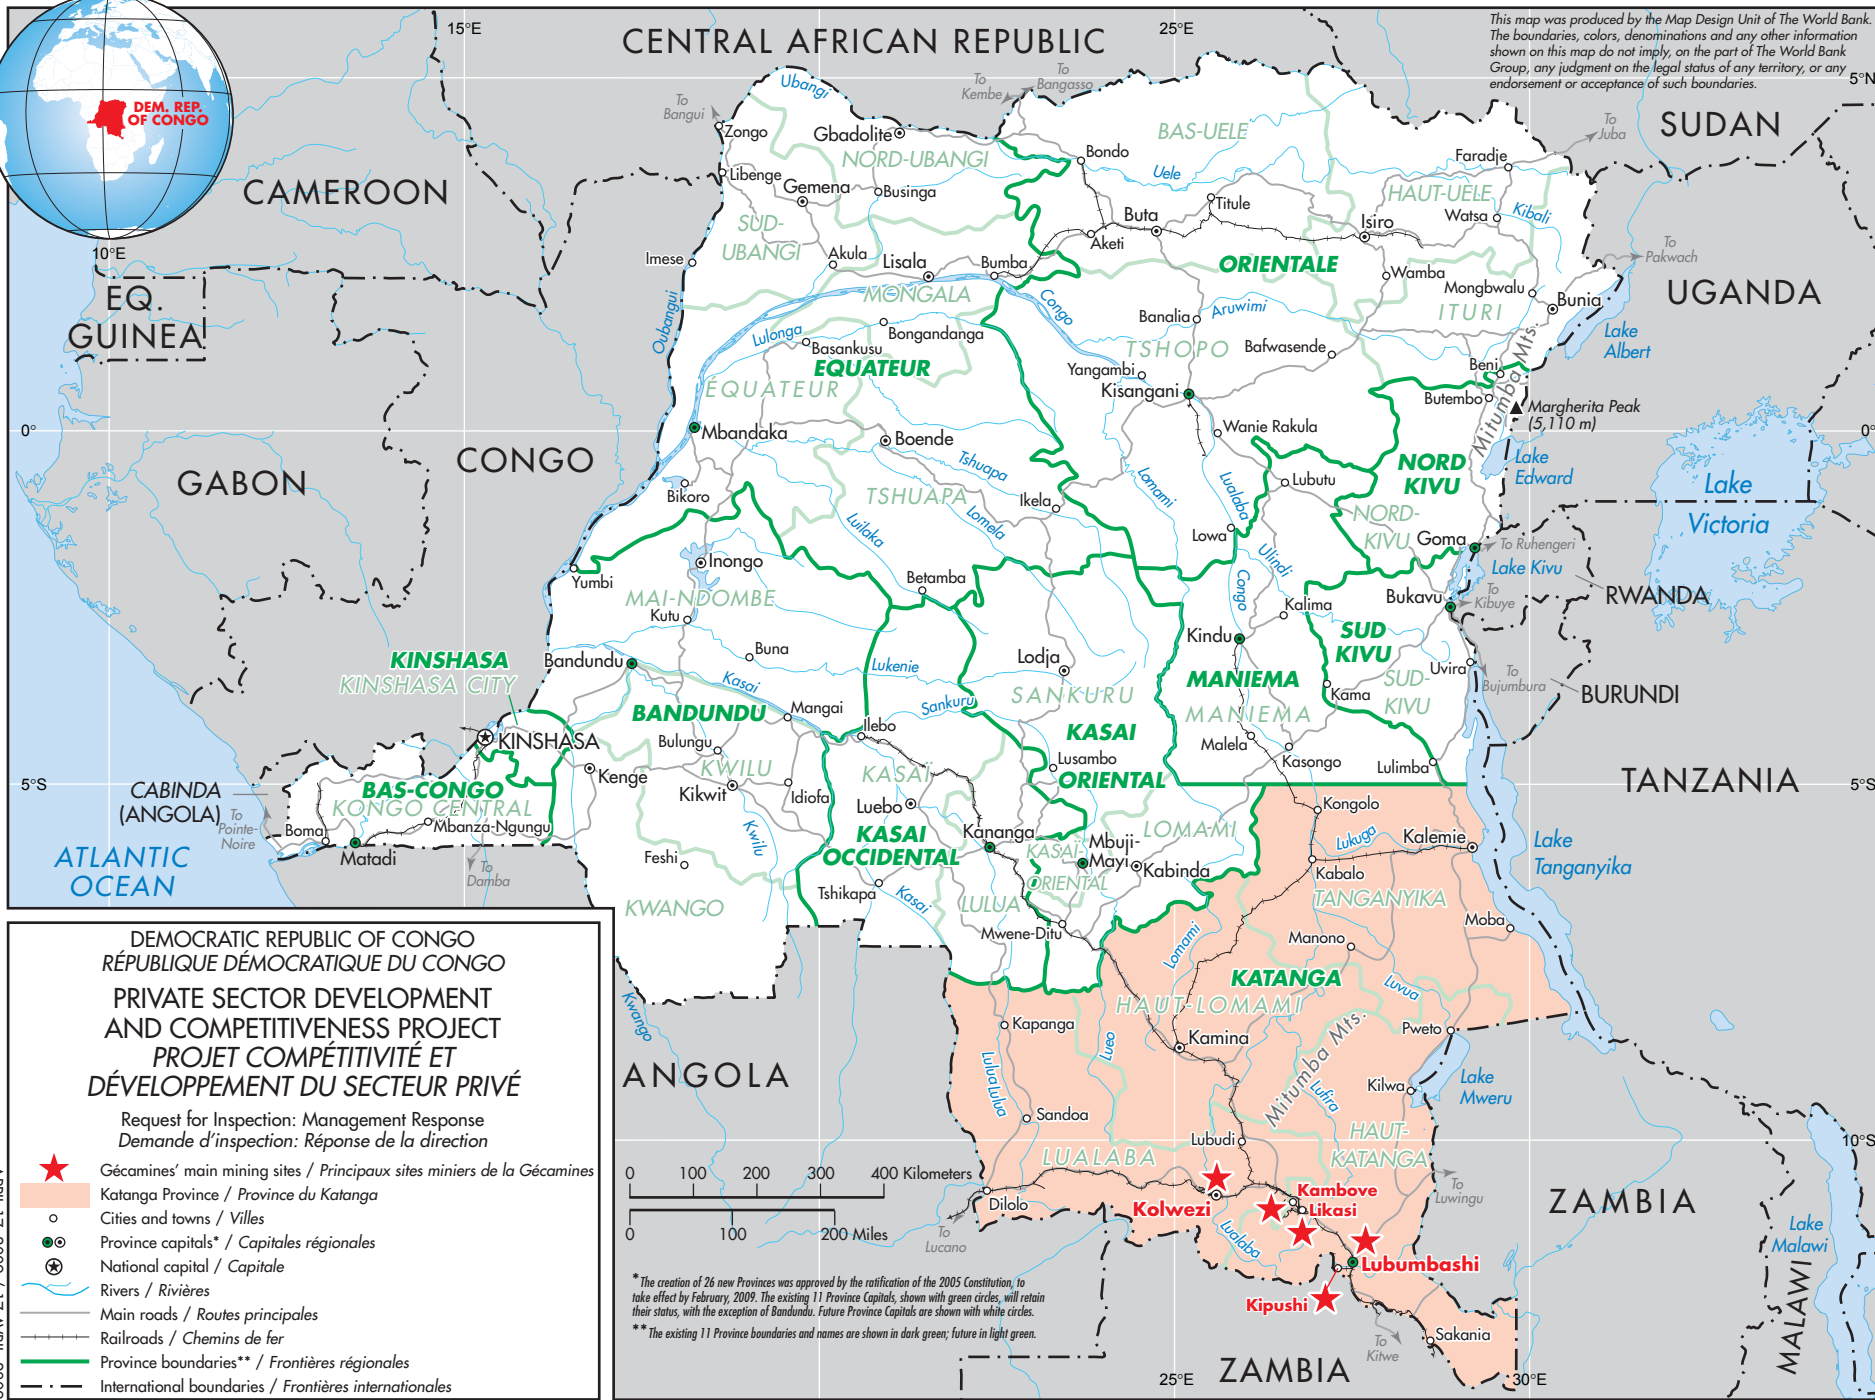 This map was produced by the Map Design Unit of The World Bank.
The boundaries, colors, denominations and any other information
shown on this map do not imply, on the part of The World Bank
Group, any judgment on the legal status of any territory, or any
endorsement or acceptance of such boundaries.
DEM. REP.
OF CONGO
15°E
25°E
5°N
CENTRAL AFRICAN REPUBLIC
SUDAN
CAMEROON
To
Bangui
Ubangi
To
Kembe
To
Bangasso
To
Juba
Zongo
Gbadolite
NORD-UBANGI
BAS-UELE
Bondo
Uele
Faradje
Libenge
Gemena
Businga
HAUT-UELE
Titule
Buta
Isiro
Watsa
Kibali
SUD-
UBANGI
Aketi
To
Pakwach
10°E
Imese
Akula
Lisala
Bumba
ORIENTALE
Wamba
Mongbwalu
UGANDA
EQ.
GUINEA
MONGALA
Congo
Bunia
Oubangui
Lulonga
Bongandanga
Banalia
Aruwimi
ITURI
Basankusu
EQUATEUR
TSHOPO
Bafwasende
Lake
Albert
ÉQUATEUR
Yangambi
Kisangani
Beni
Butembo
Mitumba Mts.
Margherita Peak
(5,110 m)
0°
0°
Mbandaka
Boende
Wanie Rakula
GABON
CONGO
Tshuapa
NORD
KIVU
Lake
Edward
Lake
Victoria
Bikoro
TSHUAPA
Ikela
Lomami
Lualaba
Lubutu
Luilaka
Lomela
NORD-
KIVU
Lowa
Goma
To Ruhengeri
Ulindi
Lake Kivu
Yumbi
Inongo
Betamba
RWANDA
MAI-NDOMBE
Congo
Kalima
Bukavu
To
Kibuye
Kutu
Kindu
SUD
KIVU
KINSHASA
KINSHASA CITY
Bandundu
Buna
Lukenie
Lodja
Uvira
To
Bujumbura
BURUNDI
Kasai
SANKURU
MANIEMA
Kama
SUD-
KIVU
BANDUNDU
Mangai
Sankuru
MANIEMA
KINSHASA
Ilebo
KASAI
ORIENTAL
Malela
Bulungu
Lusambo
Kasongo
Lulimba
Kenge
KWILU
KASAÏ
5°S
5°S
CABINDA
(ANGOLA)
BAS-CONGO
KONGO CENTRAL
Kikwit
Idiofa
Luebo
TANZANIA
To
Pointe-
Noire
Boma
Mbanza-Ngungu
Matadi
Kongolo
Kwilu
KASAI
OCCIDENTAL
Kananga
LOMAMI
Lukuga
Kalemie
Lake
Tanganyika
ATLANTIC
OCEAN
To
Damba
Feshi
KASAÏ-
ORIENTAL
Mbuji-
Mayi
Kabinda
Kabalo
TANGANYIKA
Tshikapa
Kasai
LULUA
KWANGO
Mwene-Ditu
Moba
Lomami
Manono
KATANGA
Luvua
Kwango
HAUT-LOMAMI
Kapanga
Pweto
ANGOLA
Lulua
Lulua
Lueo
Kamina
Mitumba Mts.
Lufira
Kilwa
Lake
Mweru
Sandoa
Lubudi
HAUT-
KATANGA
10°S
LUALABA
To
Luwingu
ZAMBIA
Dilolo
Kolwezi
Kambove
Likasi
To
Lucano
Lualaba
Lubumbashi
Lake
Malawi
Kipushi
Sakania
To
Kitwe
MALAWI
ZAMBIA
25°E
30°E
DEMOCRATIC REPUBLIC OF CONGO
RÉPUBLIQUE DÉMOCRATIQUE DU CONGO
PRIVATE SECTOR DEVELOPMENT
AND COMPETITIVENESS PROJECT
PROJET COMPÉTITIVITÉ ET
DÉVELOPPEMENT DU SECTEUR PRIVÉ
Request for Inspection: Management Response
Demande d'inspection: Réponse de la direction
Gécamines' main mining sites / Principaux sites miniers de la Gécamines
Katanga Province / Province du Katanga
Cities and towns / Villes
Province capitals* / Capitales régionales
National capital / Capitale
Rivers / Rivières
Main roads / Routes principales
Railroads / Chemins de fer
Province boundaries** / Frontières régionales
International boundaries / Frontières internationales
0 100 200 300 400 Kilometers
0 100 200 Miles
* The creation of 26 new Provinces was approved by the ratification of the 2005 Constitution, to
take effect by February, 2009. The existing 11 Province Capitals, shown with green circles, will retain
their status, with the exception of Bandundu. Future Province Capitals are shown with white circles.
** The existing 11 Province boundaries and names are shown in dark green; future in light green.